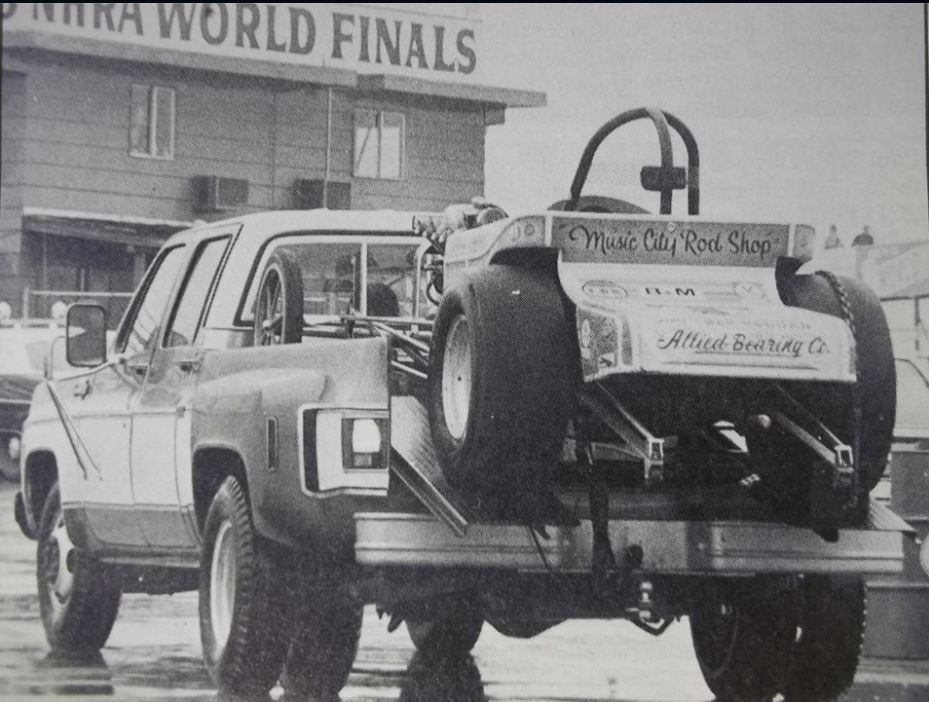 NHRA WORLD FINALS
Music City Rod Shop
B&M
Allied Bearing Co.